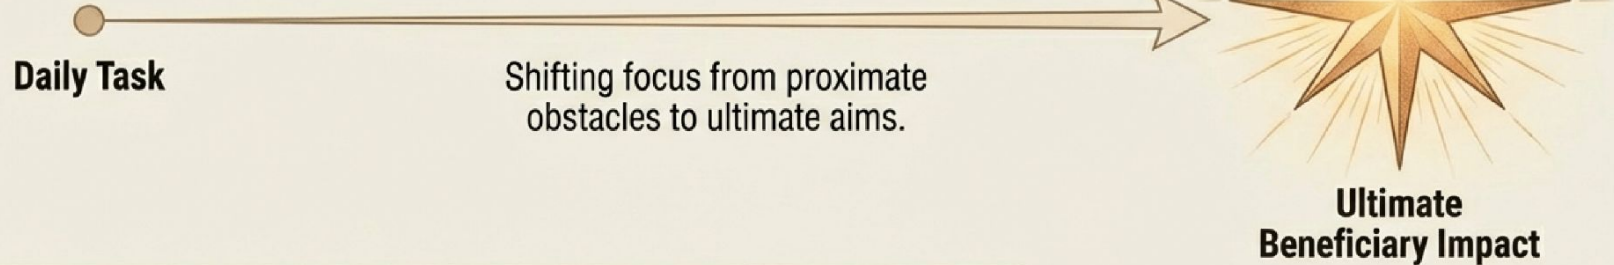 Daily Task
Shifting focus from proximate
obstacles to ultimate aims.
Ultimate
Beneficiary Impact